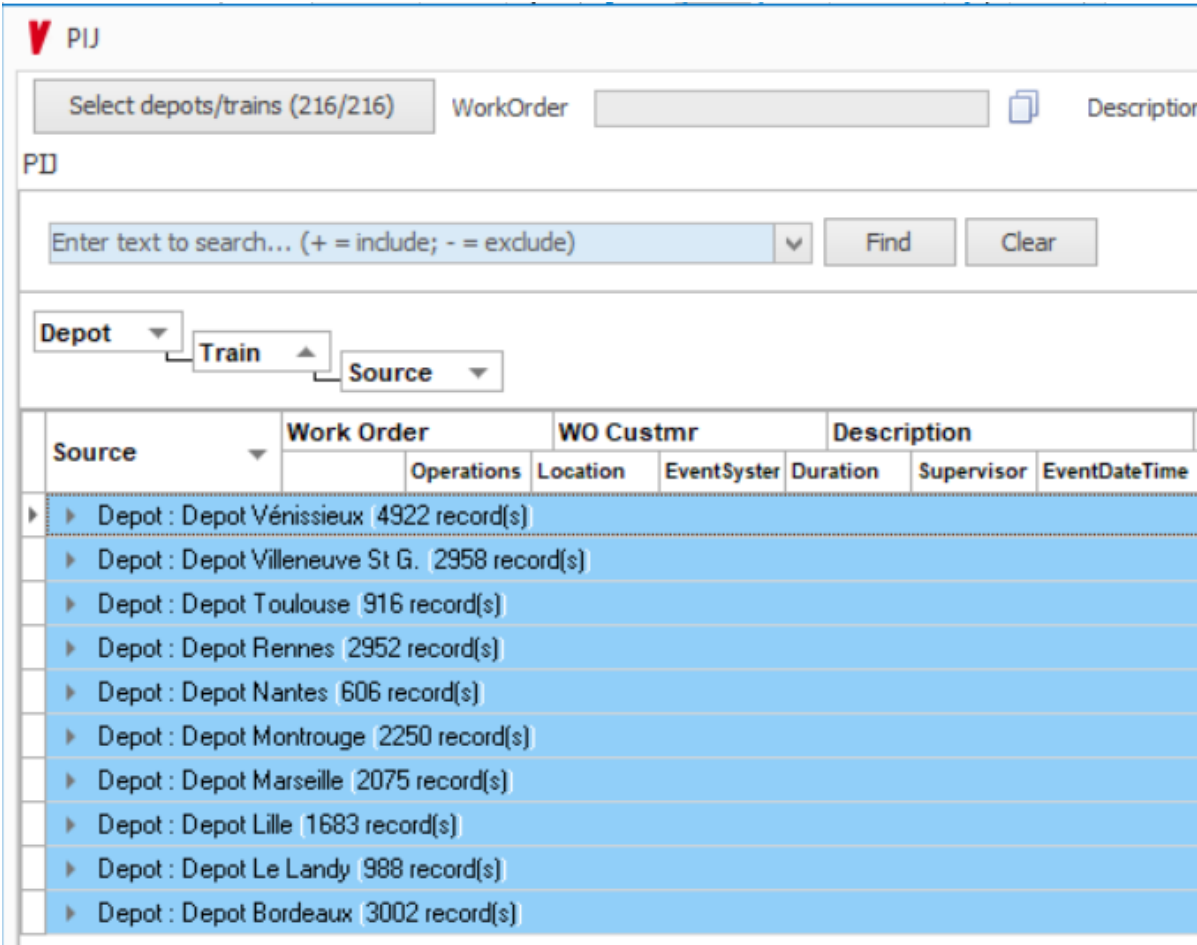 PIJ
Select depots/trains (216/216) WorkOrder Description
PIJ
Enter text to search... (+ = include; - = exclude) Find Clear
Depot
Train
Source
Source Work Order WO Custmr Description
Operations Location EventSyster Duration Supervisor EventDateTime
Depot : Depot Vénissieux (4922 record(s))
Depot : Depot Villeneuve St G. (2958 record(s))
Depot : Depot Toulouse (916 record(s))
Depot : Depot Rennes (2952 record(s))
Depot : Depot Nantes (606 record(s))
Depot : Depot Montrouge (2250 record(s))
Depot : Depot Marseille (2075 record(s))
Depot : Depot Lille (1683 record(s))
Depot : Depot Le Landy (988 record(s))
Depot : Depot Bordeaux (3002 record(s))